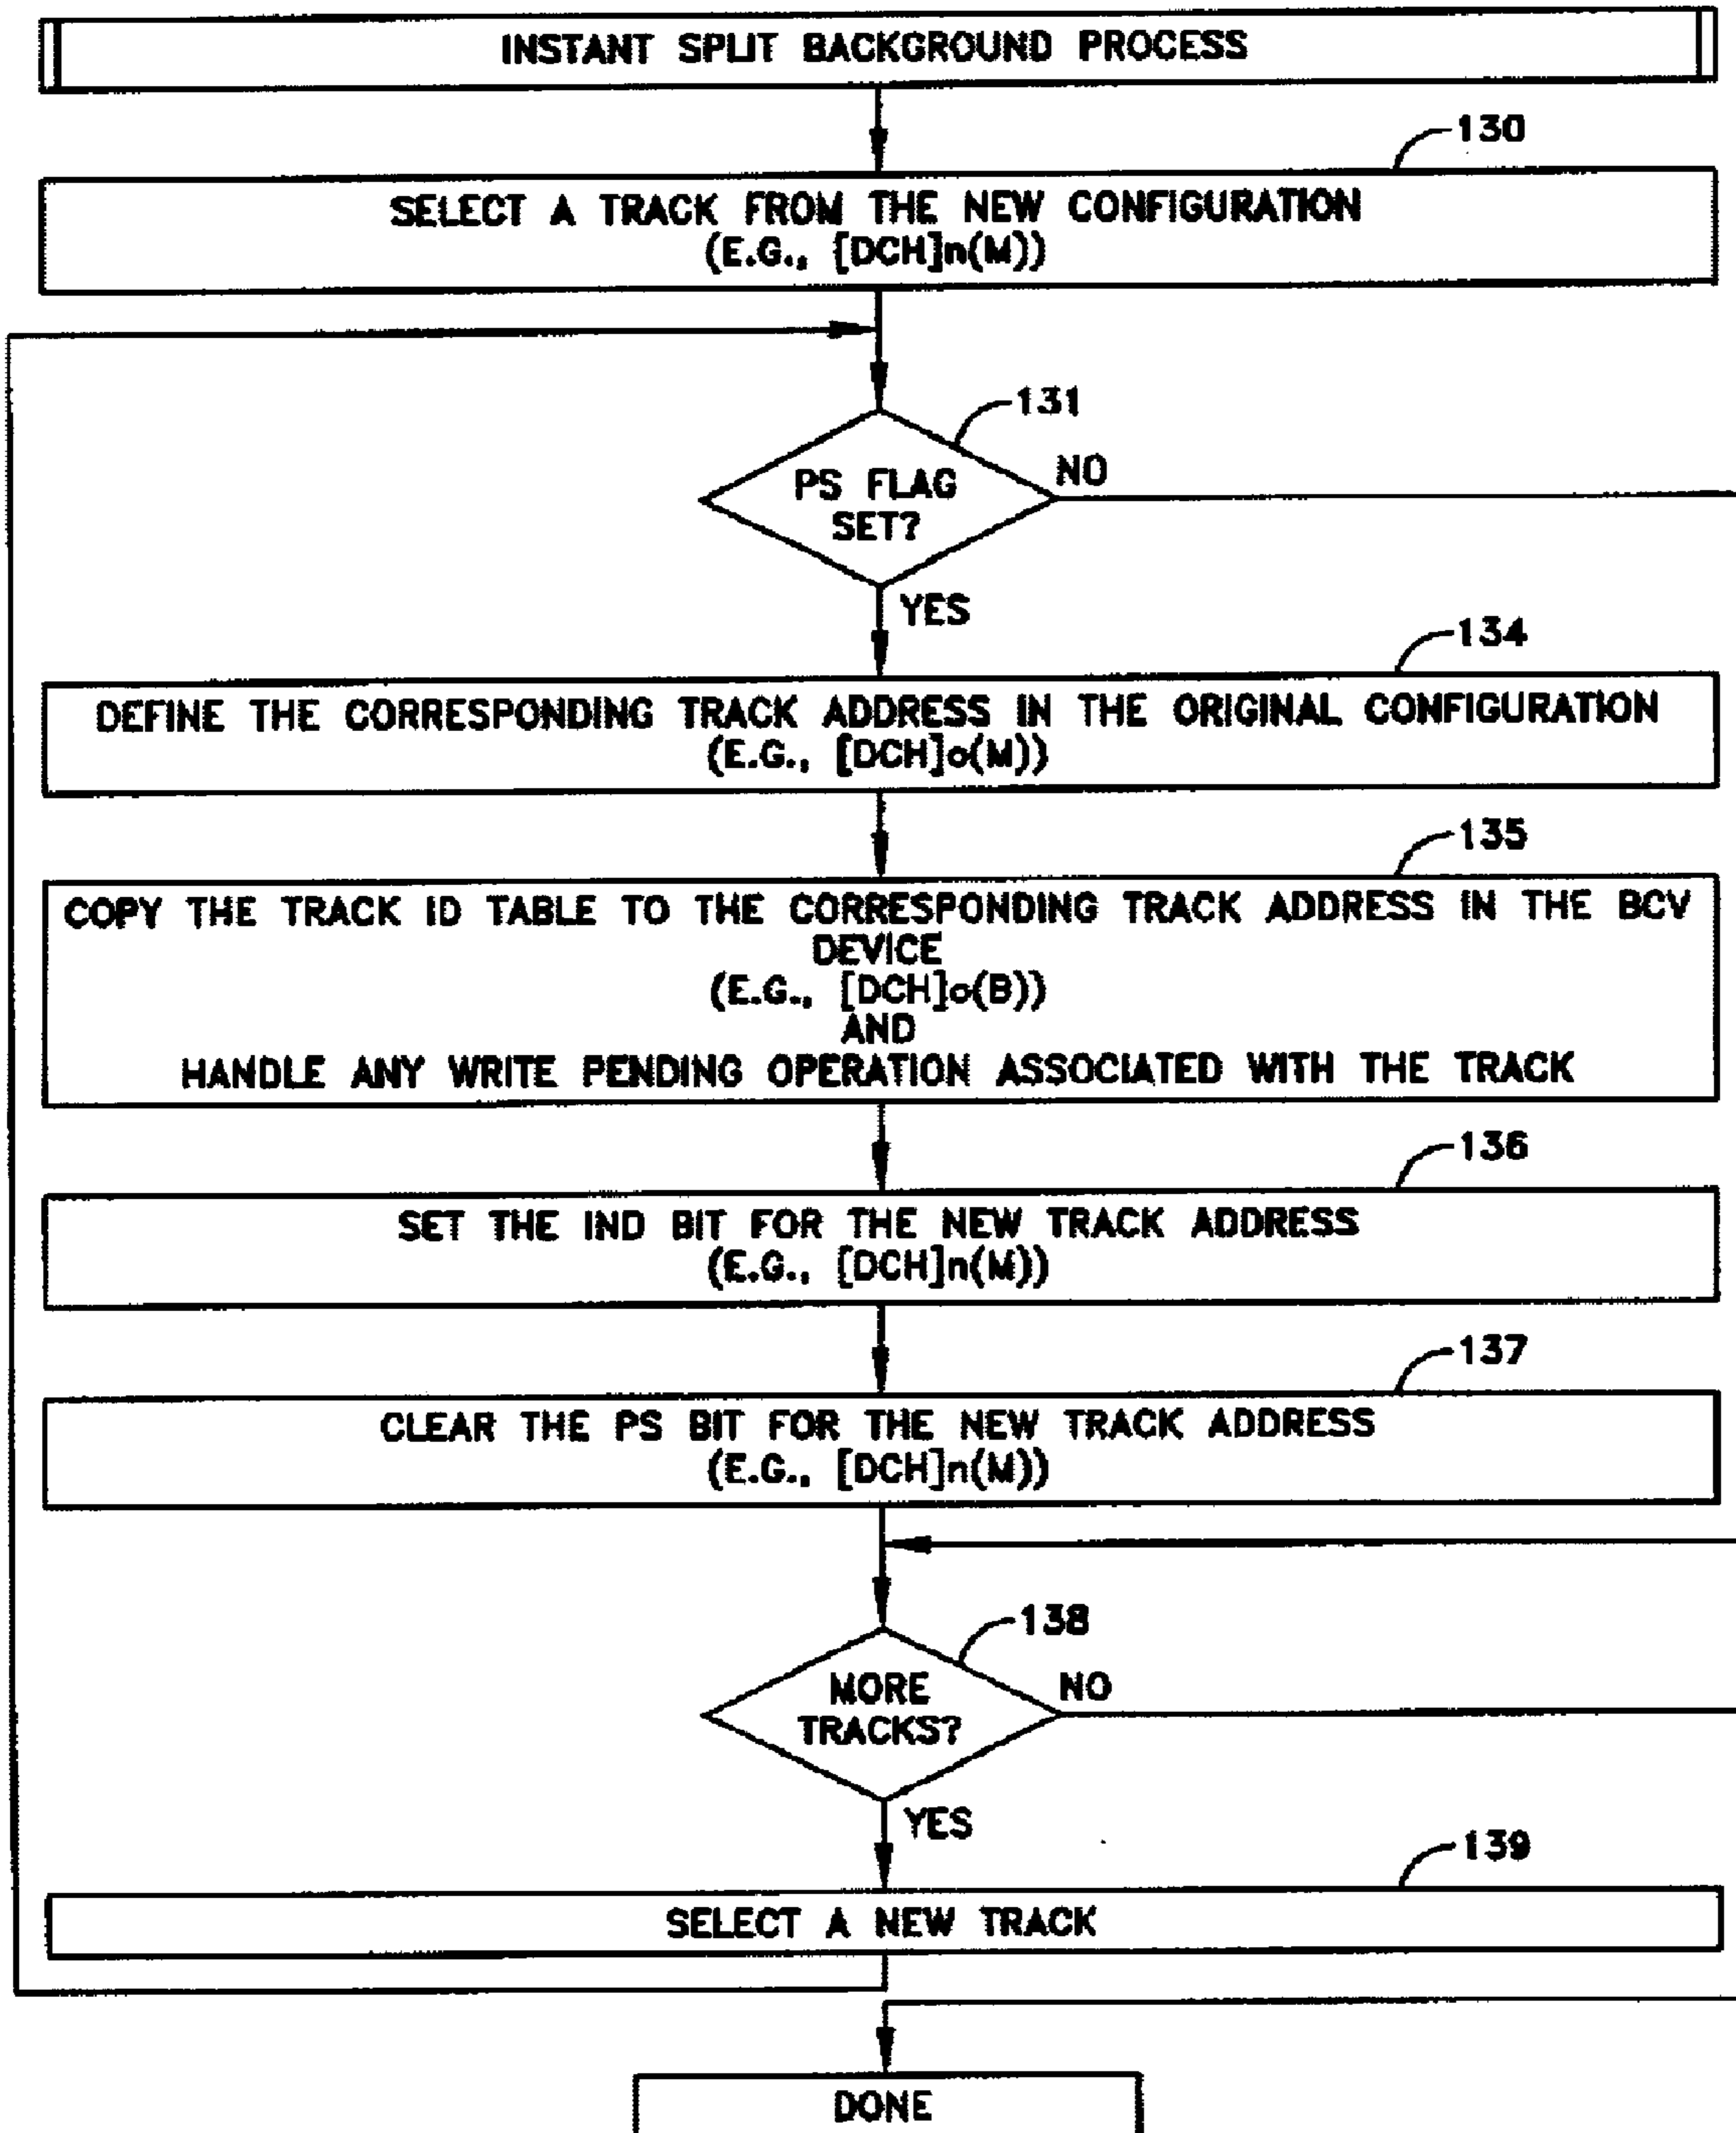 INSTANT SPLIT BACKGROUND PROCESS
130
SELECT A TRACK FROM THE NEW CONFIGURATION
(E.G., [DCH]n(M))
131
PS FLAG
SET?
NO
YES
134
DEFINE THE CORRESPONDING TRACK ADDRESS IN THE ORIGINAL CONFIGURATION
(E.G., [DCH]o(M))
135
COPY THE TRACK ID TABLE TO THE CORRESPONDING TRACK ADDRESS IN THE BCV
DEVICE
(E.G., [DCH]o(B))
AND
HANDLE ANY WRITE PENDING OPERATION ASSOCIATED WITH THE TRACK
136
SET THE IND BIT FOR THE NEW TRACK ADDRESS
(E.G., [DCH]n(M))
137
CLEAR THE PS BIT FOR THE NEW TRACK ADDRESS
(E.G., [DCH]n(M))
138
MORE
TRACKS?
NO
YES
139
SELECT A NEW TRACK
DONE